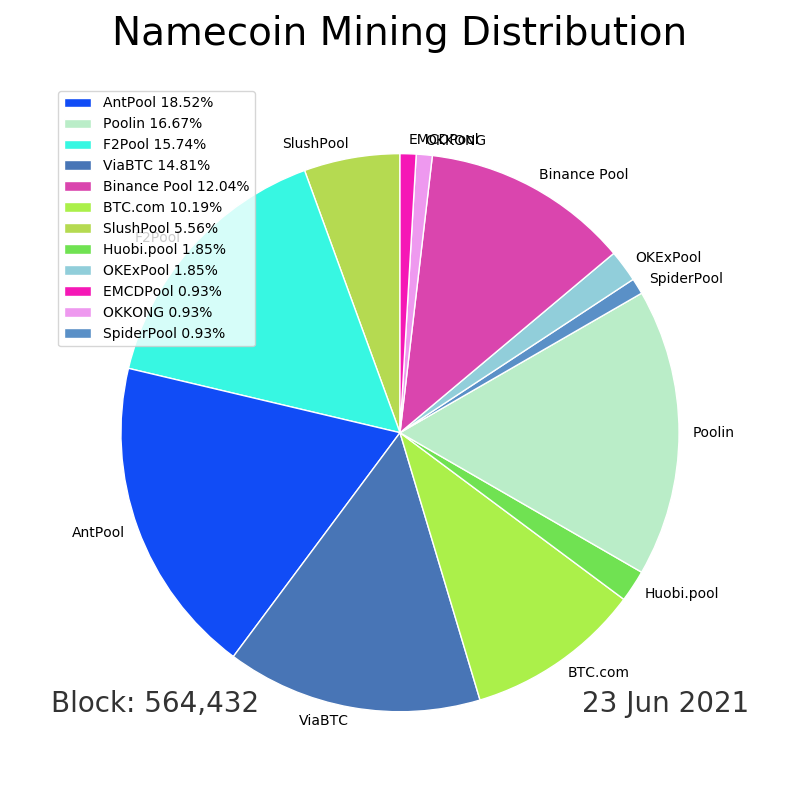 Namecoin Mining Distribution
AntPool 18.52%
Poolin 16.67%
F2Pool 15.74%
ViaBTC 14.81%
Binance Pool 12.04%
BTC.com 10.19%
SlushPool 5.56%
Huobi.pool 1.85%
OKExPool 1.85%
EMCDPool 0.93%
OKKONG 0.93%
SpiderPool 0.93%
SlushPool
EMCDPool
OKKONG
Binance Pool
F2Pool
OKExPool
SpiderPool
Poolin
AntPool
Huobi.pool
BTC.com
ViaBTC
Block: 564,432
23 Jun 2021